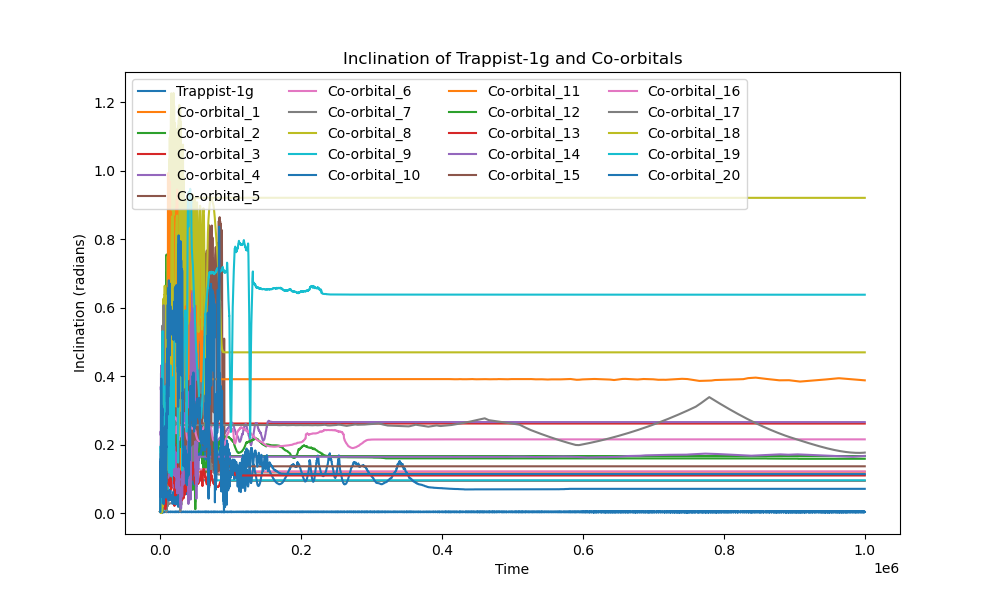 Inclination of Trappist-1g and Co-orbitals
Trappist-1g
Co-orbital_1
Co-orbital_2
Co-orbital_3
Co-orbital_4
Co-orbital_5
Co-orbital_6
Co-orbital_7
Co-orbital_8
Co-orbital_9
Co-orbital_10
Co-orbital_11
Co-orbital_12
Co-orbital_13
Co-orbital_14
Co-orbital_15
Co-orbital_16
Co-orbital_17
Co-orbital_18
Co-orbital_19
Co-orbital_20
Inclination (radians)
1.2
1.0
0.8
0.6
0.4
0.2
0.0
0.0
0.2
0.4
0.6
0.8
1.0
1e6
Time